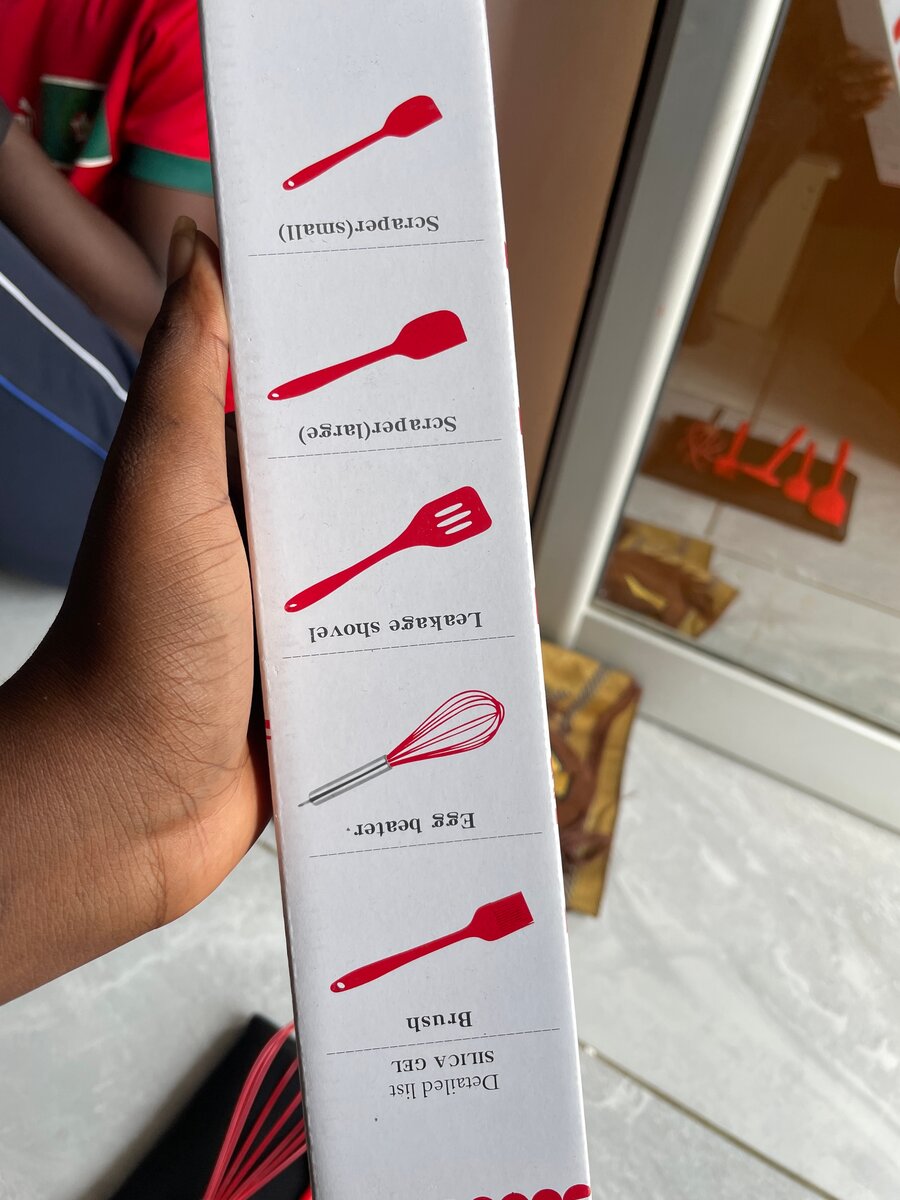 Detailed list
SILICA GEL
Brush
Egg beater.
Leakage shovel
Scraper(large)
Scraper(small)